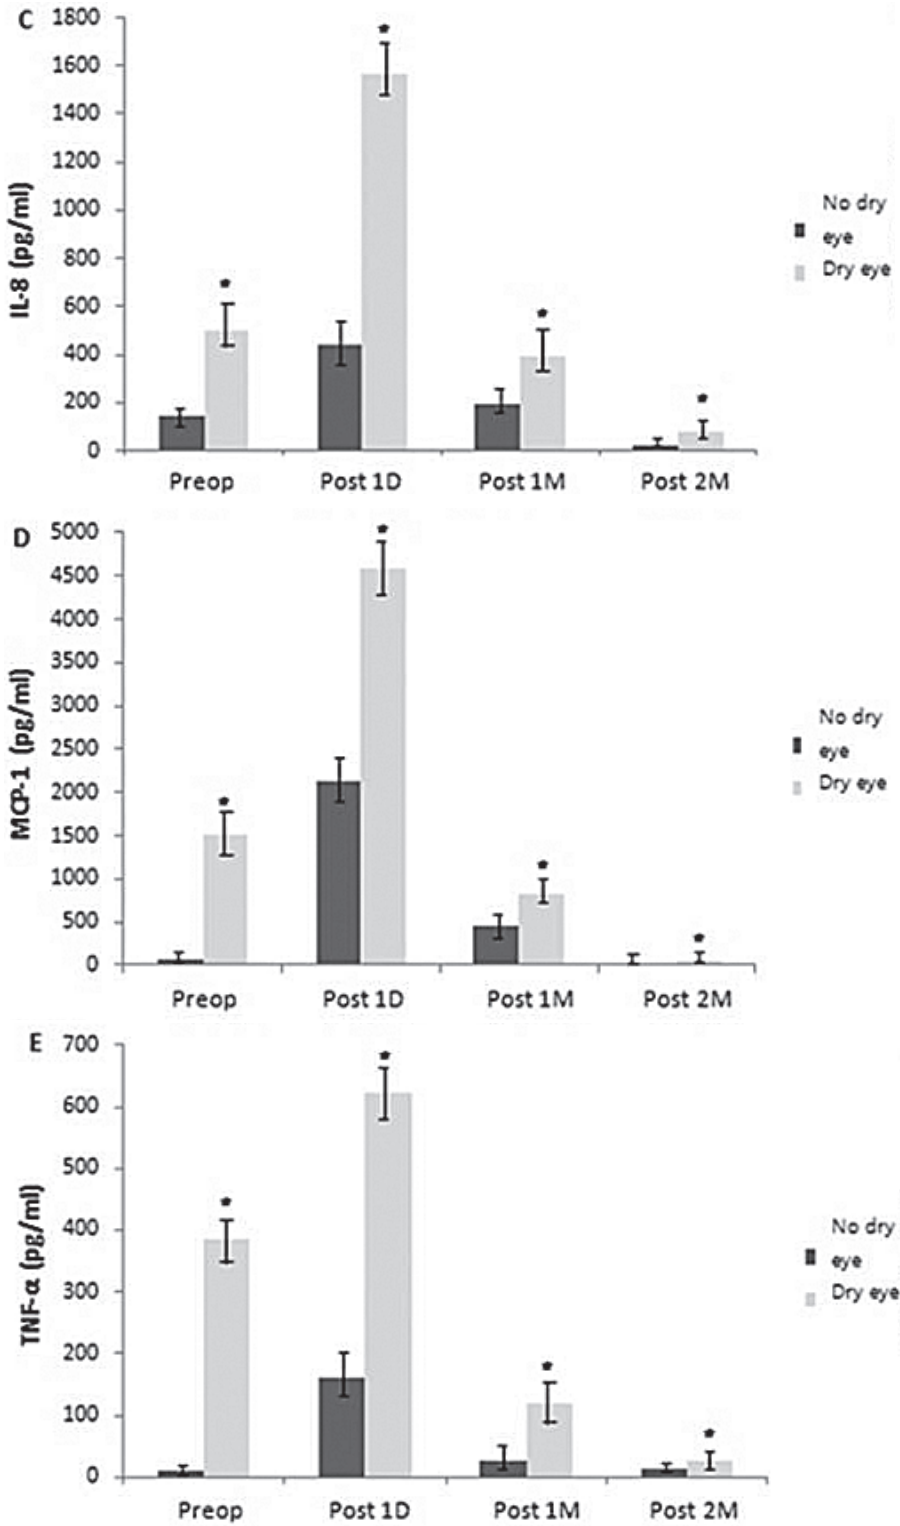 C
1800
1600
1400
1200
1000
800
600
400
200
0
IL-8 (pg/ml)
* * * *
Preop Post 1D Post 1M Post 2M
No dry
eye
Dry eye
D
5000
4500
4000
3500
3000
2500
2000
1500
1000
500
0
MCP-1 (pg/ml)
* * * *
Preop Post 1D Post 1M Post 2M
No dry
eye
Dry eye
E
700
600
500
400
300
200
100
0
TNF-α (pg/ml)
* * * *
Preop Post 1D Post 1M Post 2M
No dry
eye
Dry eye